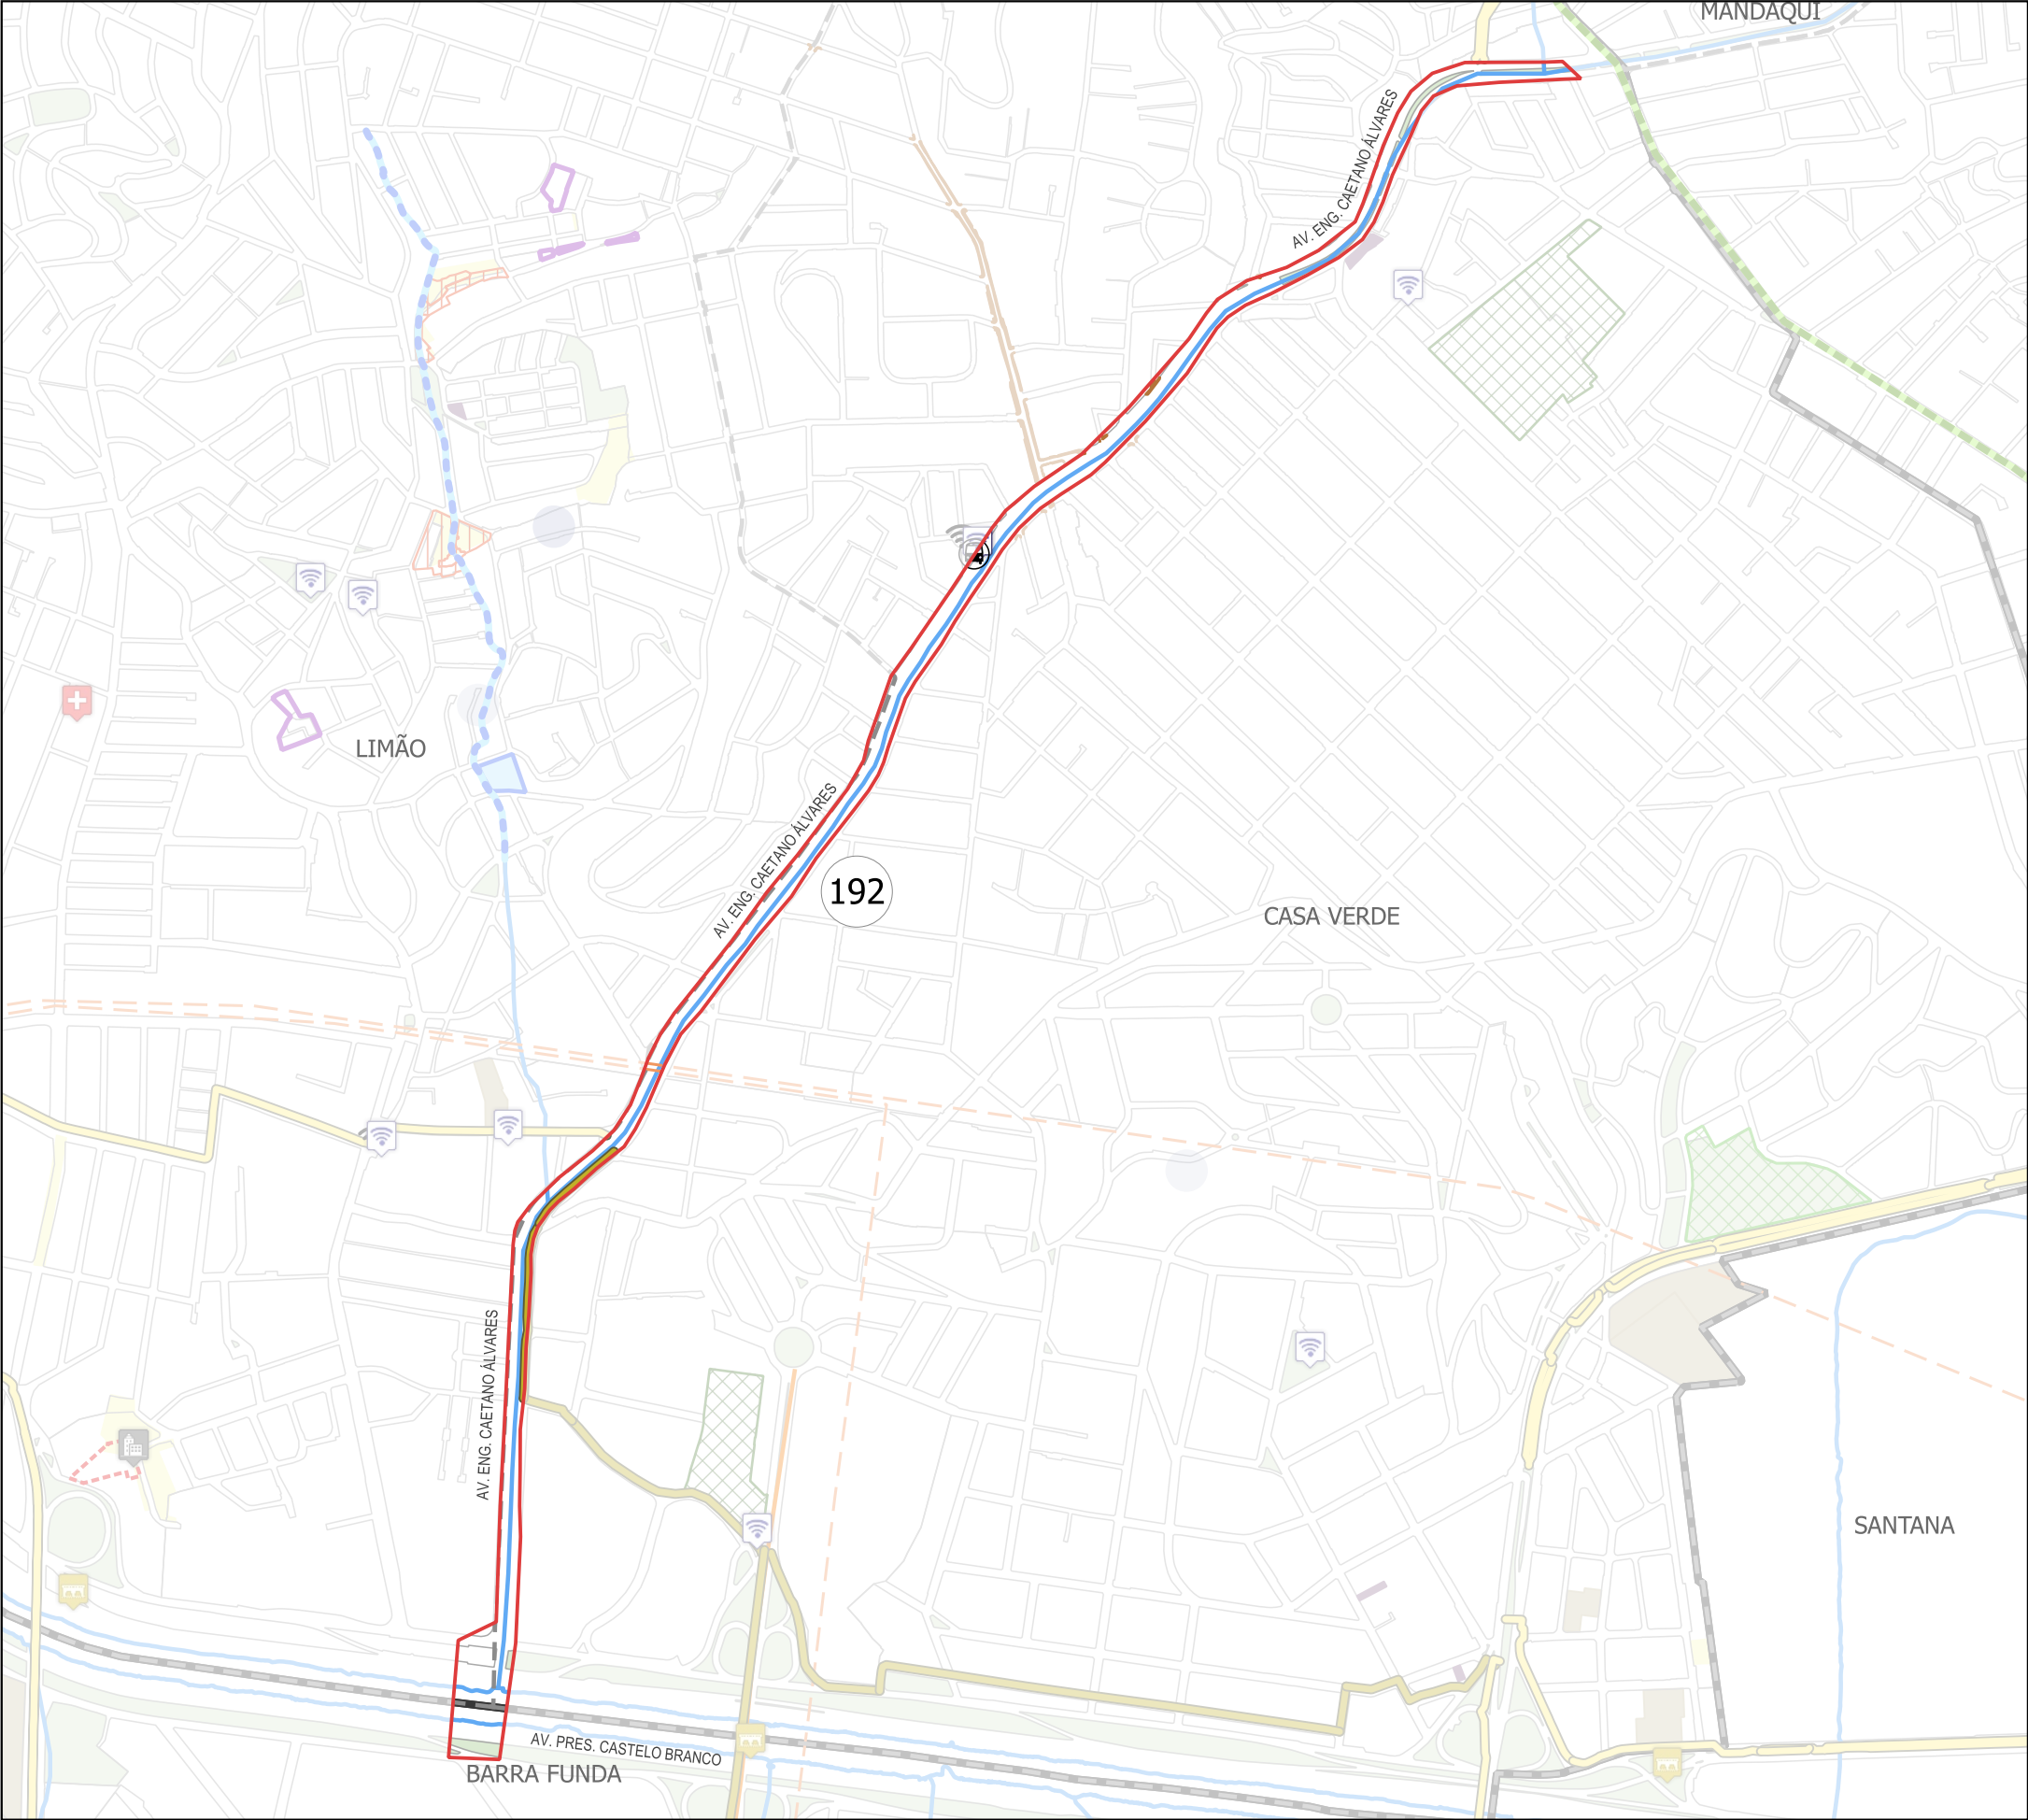 MANDAQUI
AV. ENG. CAETANO ÁLVARES
LIMÃO
AV. ENG. CAETANO ÁLVARES
192
CASA VERDE
AV. ENG. CAETANO ÁLVARES
SANTANA
AV. PRES. CASTELO BRANCO
BARRA FUNDA